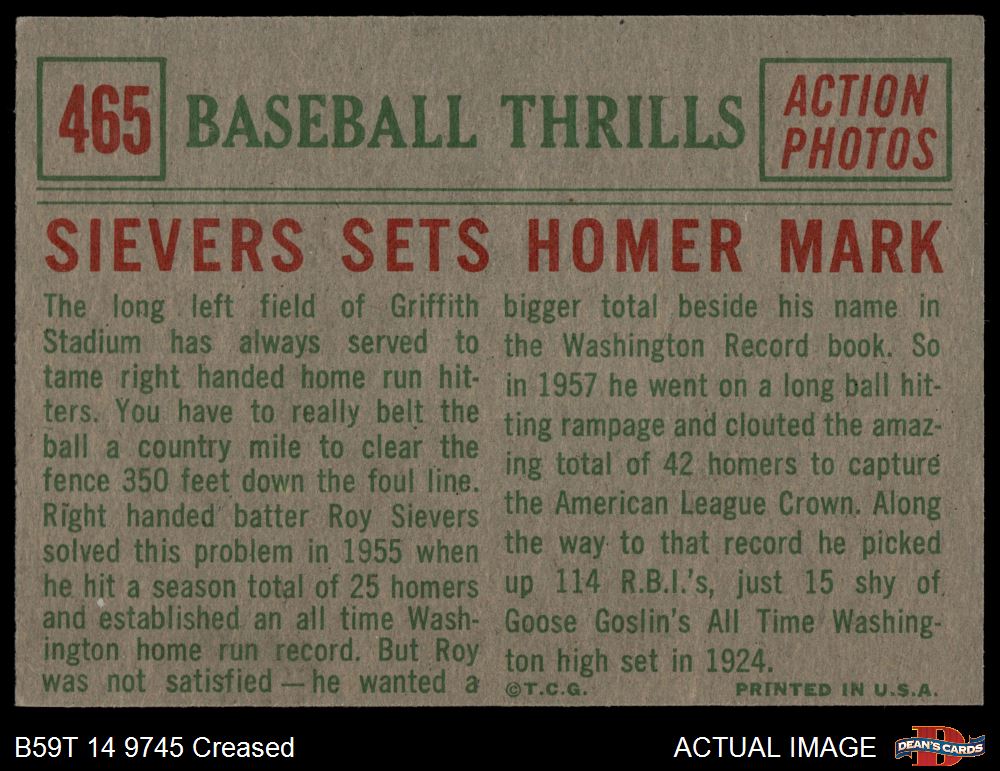 465
BASEBALL THRILLS
ACTION
PHOTOS
SIEVERS SETS HOMER MARK
The long left field of Griffith
Stadium has always served to
tame right handed home run hit-
ters. You have to really belt the
ball a country mile to clear the
fence 350 feet down the foul line.
Right handed batter Roy Sievers
solved this problem in 1955 when
he hit a season total of 25 homers
and established an all time Wash-
ington home run record. But Roy
was not satisfied — he wanted a
bigger total beside his name in
the Washington Record book. So
in 1957 he went on a long ball hit-
ting rampage and clouted the amaz-
ing total of 42 homers to capture
the American League Crown. Along
the way to that record he picked
up 114 R.B.I.'s, just 15 shy of
Goose Goslin's All Time Washing-
ton high set in 1924.
©T.C.G. PRINTED IN U.S.A.
B59T 14 9745 Creased
ACTUAL IMAGE
DEAN'S CARDS